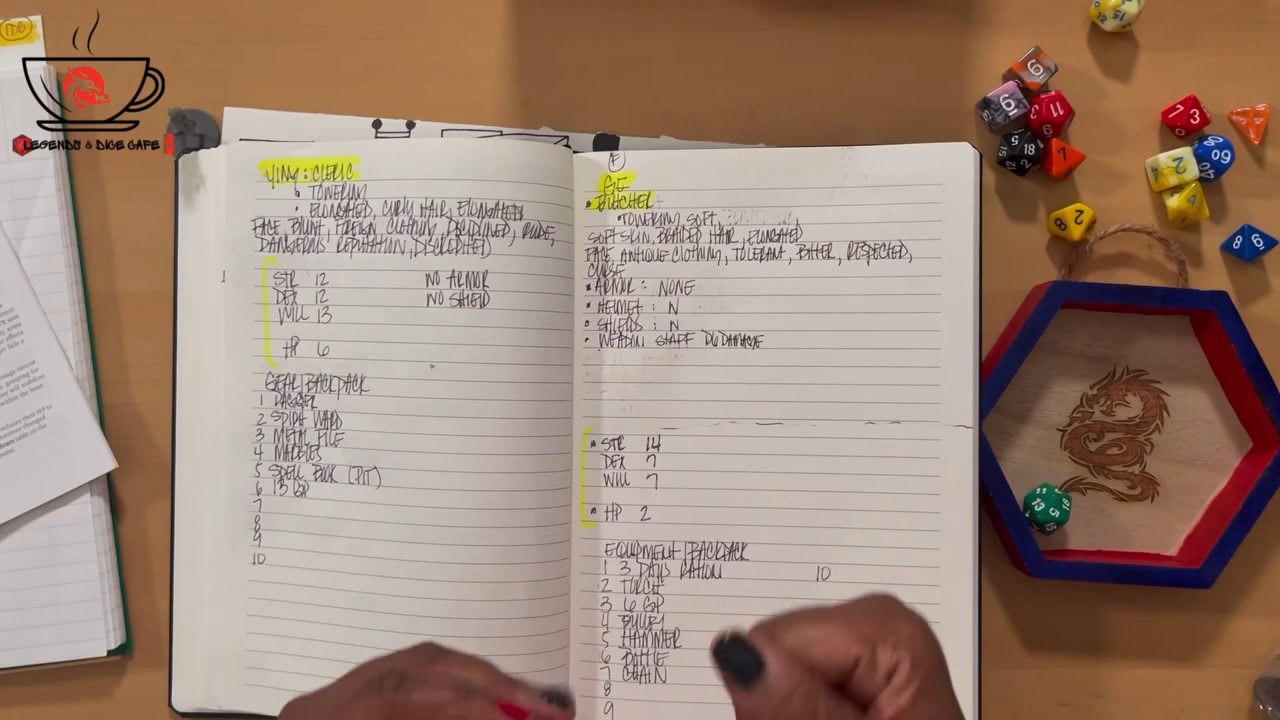 LEGENDS & DICE CAFE
YING : CLERIC
TOWERING
ELONGATED, CURLY HAIR, ELONGATED
FACE, BLUNT, FOREIGN CLOTHING, DISCIPLINED, RUDE,
DANGEROUS REPUTATION, DISCREDITED)
STR 12 NO ARMOR
DEX 12 NO SHIELD
WILL 13
HP 6
GEAR/BACKPACK
1 DAGGER
2 SPIRIT WARD
3 METAL FILE
4 MARBLES
5 SPELL BOOK (PIT)
6 13 GP
7
8
9
10
GE
BUTCHER
TOWERING, SOFT,
SOFT SKIN, BRAIDED HAIR, ELONGATED
FACE, ANTIQUE CLOTHING, TOLERANT, BITTER, RESPECTED,
CURSE
ARMOR : NONE
HELMET : N
SHIELDS : N
WEAPON STAFF D6 DAMAGE
STR 14
DEX 7
WILL 7
HP 2
EQUIPMENT/BACKPACK
1 3 DAYS RATION 10
2 TORCH
3 6 GP
4 PULLEY
5 HAMMER
6 BOTTLE
7 CHAIN
8
9